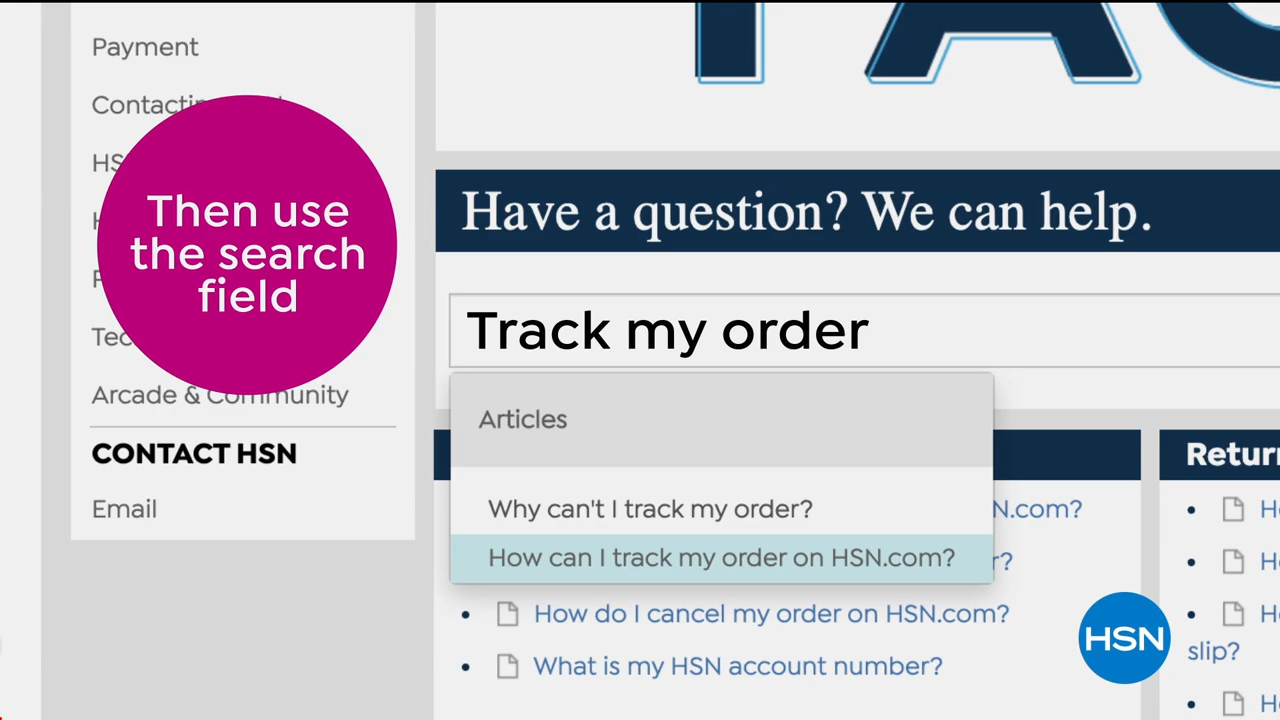 Payment
Then use
the search
field
Arcade & Community
CONTACT HSN
Email
Have a question? We can help.
Track my order
Articles
Why can't I track my order?
How can I track my order on HSN.com?
N.com?
r?
How do I cancel my order on HSN.com?
What is my HSN account number?
slip?
HSN